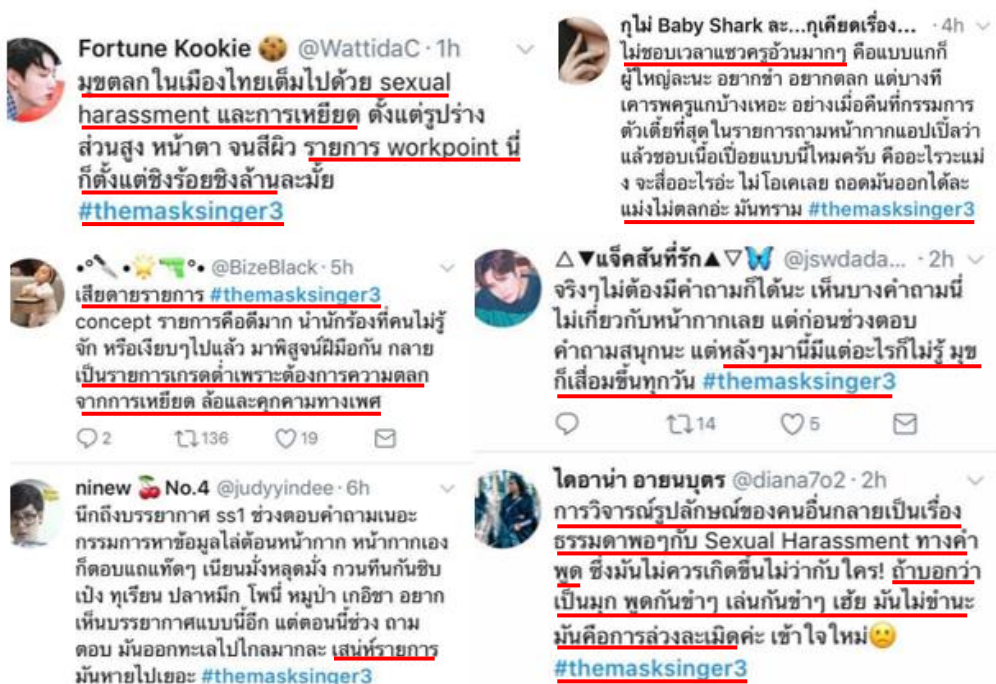 Fortune Kookie 🍪 @WattidaC · 1h
มุขตลกในเมืองไทยเต็มไปด้วย sexual
harassment และการเหยียด ตั้งแต่รูปร่าง
ส่วนสูง หน้าตา จนสีผิว รายการ workpoint นี่
ก็ตั้งแต่ชิงร้อยชิงล้านละมั้ย
#themasksinger3
กุไม่ Baby Shark ละ...กุเคียดเรื่อง... · 4h
ไม่ชอบเวลาแซวครูอ้วนมากๆ คือแบบแกก็
ผู้ใหญ่ละนะ อยากขำ อยากตลก แต่บางที
เคารพครูแกบ้างเหอะ อย่างเมื่อคืนที่กรรมการ
ตัวเตี้ยที่สุดในรายการถามหน้ากากแอปเปิ้ลว่า
แล้วชอบเนื้อเปื่อยแบบนี้ไหมครับ คืออะไรวะแม่
ง จะสื่ออะไรอ่ะ ไม่โอเคเลย ถอดมันออกได้ละ
แม่งไม่ตลกอ่ะ มันทราม #themasksinger3
•°🔪•🌟🔫°• @BizeBlack · 5h
เสียดายรายการ #themasksinger3
concept รายการคือดีมาก นำนักร้องที่คนไม่รู้
จัก หรือเงียบๆไปแล้ว มาพิสูจน์ฝีมือกัน กลาย
เป็นรายการเกรดต่ำเพราะต้องการความตลก
จากการเหยียด ล้อและคุกคามทางเพศ
2 136 19
△▼แจ็คสันที่รัก▲▽🦋 @jswdada... · 2h
จริงๆไม่ต้องมีคำถามก็ได้นะ เห็นบางคำถามนี่
ไม่เกี่ยวกับหน้ากากเลย แต่ก่อนช่วงตอบ
คำถามสนุกนะ แต่หลังๆมานี้มีแต่อะไรก็ไม่รู้ มุข
ก็เสื่อมขึ้นทุกวัน #themasksinger3
14 5
ninew 🍒 No.4 @judyyindee · 6h
นึกถึงบรรยากาศ ss1 ช่วงตอบคำถามเนอะ
กรรมการหาข้อมูลไล่ต้อนหน้ากาก หน้ากากเอง
ก็ตอบแถแท๊ดๆ เนียนมั่งหลุดมั่ง กวนทีนกันชิบ
เป๋ง ทุเรียน ปลาหมึก โพนี่ หมูป่า เกอิชา อยาก
เห็นบรรยากาศแบบนี้อีก แต่ตอนนี้ช่วง ถาม
ตอบ มันออกทะเลไปไกลมากละ เสน่ห์รายการ
มันหายไปเยอะ #themasksinger3
ไดอาน่า อายนบุตร @diana7o2 · 2h
การวิจารณ์รูปลักษณ์ของคนอื่นกลายเป็นเรื่อง
ธรรมดาพอๆกับ Sexual Harassment ทางคำ
พูด ซึ่งมันไม่ควรเกิดขึ้นไม่ว่ากับใคร! ถ้าบอกว่า
เป็นมุก พูดกันขำๆ เล่นกันขำๆ เฮ้ย มันไม่ขำนะ
มันคือการล่วงละเมิดค่ะ เข้าใจใหม่🙁
#themasksinger3